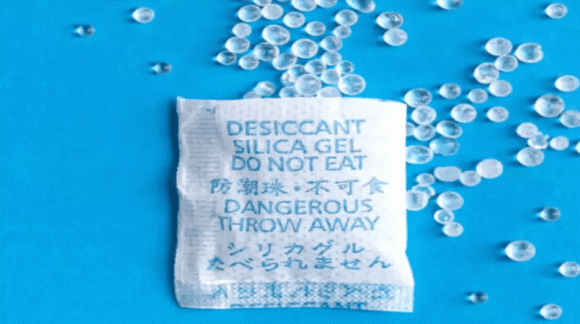 DESICCANT
SILICA GEL
DO NOT EAT
防潮珠・不可食
DANGEROUS
THROW AWAY
シリカグル
たべられません